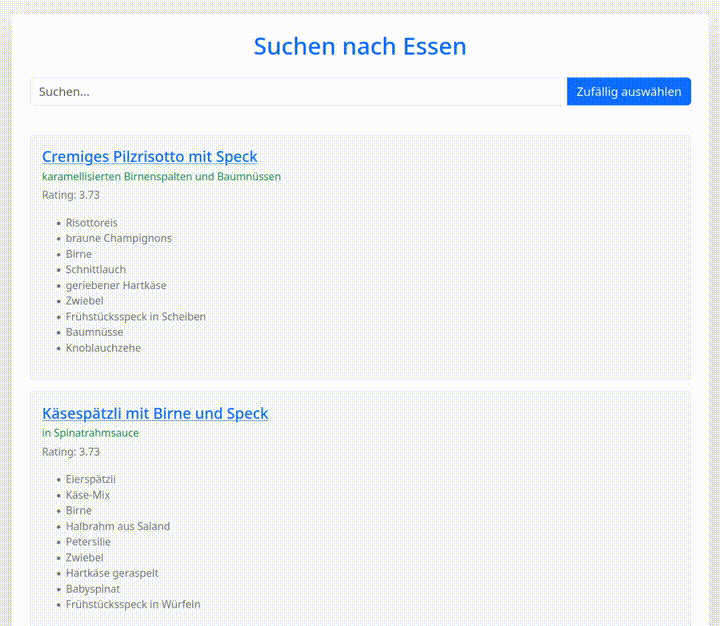 Suchen nach Essen
Suchen...
Zufällig auswählen
Cremiges Pilzrisotto mit Speck
karamellisierten Birnenspalten und Baumnüssen
Rating: 3.73
• Risottoreis
• braune Champignons
• Birne
• Schnittlauch
• geriebener Hartkäse
• Zwiebel
• Frühstücksspeck in Scheiben
• Baumnüsse
• Knoblauchzehe
Käsespätzli mit Birne und Speck
in Spinatrahmsauce
Rating: 3.73
• Eierspätzli
• Käse-Mix
• Birne
• Halbrahm aus Saland
• Petersilie
• Zwiebel
• Hartkäse geraspelt
• Babyspinat
• Frühstücksspeck in Würfeln